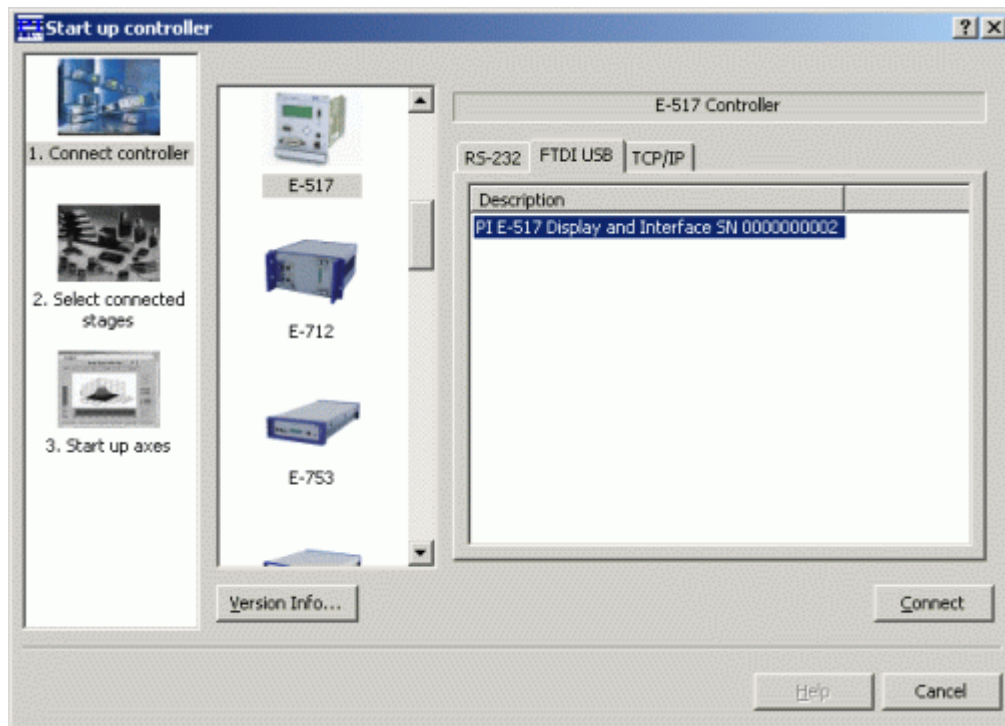 Start up controller
1. Connect controller
2. Select connected
stages
3. Start up axes
E-517
E-712
E-753
Version Info...
E-517 Controller
RS-232
FTDI USB
TCP/IP
Description
PI E-517 Display and Interface SN 0000000002
Connect
Help
Cancel